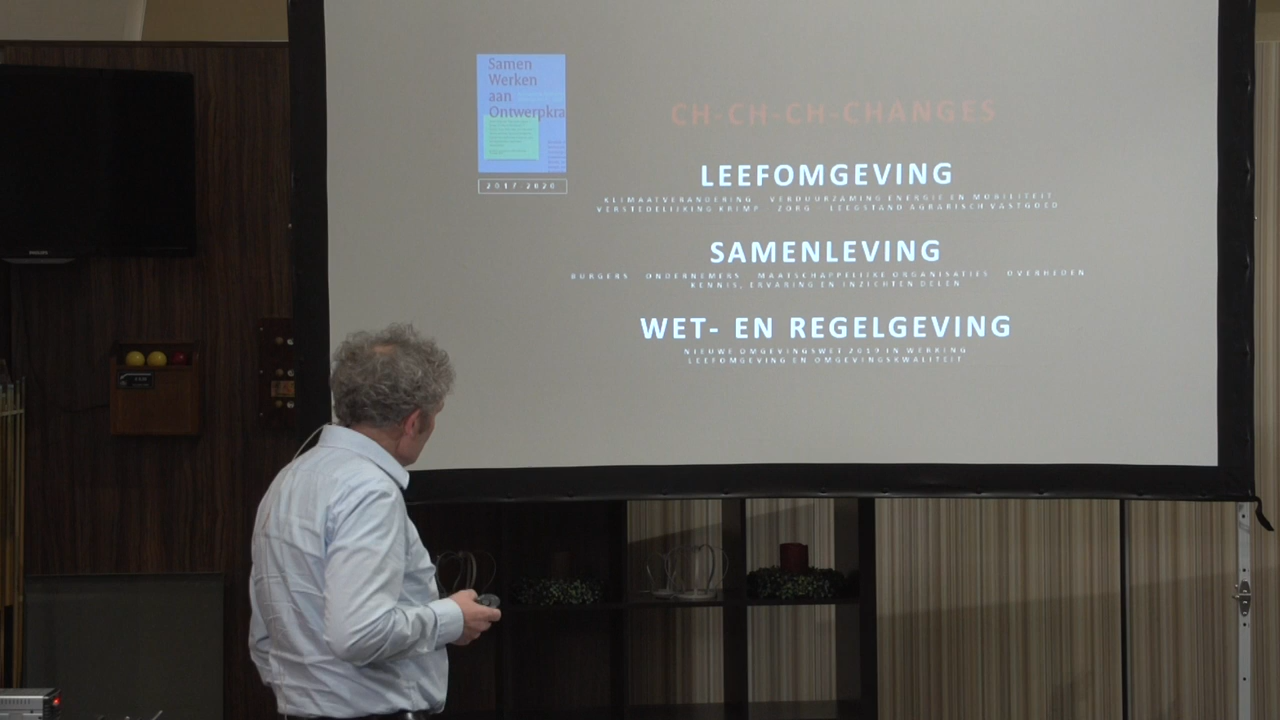 Samen
Werken
aan
Ontwerpkra
2017-2020
CH-CH-CH-CHANGES
LEEFOMGEVING
KLIMAATVERANDERING - VERDUURZAMING ENERGIE EN MOBILITEIT
VERSTEDELIJKING KRIMP - ZORG - LEEGSTAND AGRARISCH VASTGOED
SAMENLEVING
BURGERS - ONDERNEMERS - MAATSCHAPPELIJKE ORGANISATIES - OVERHEDEN
KENNIS, ERVARING EN INZICHTEN DELEN
WET- EN REGELGEVING
NIEUWE OMGEVINGSWET 2019 IN WERKING
LEEFOMGEVING EN OMGEVINGSKWALITEIT
PHILIPS